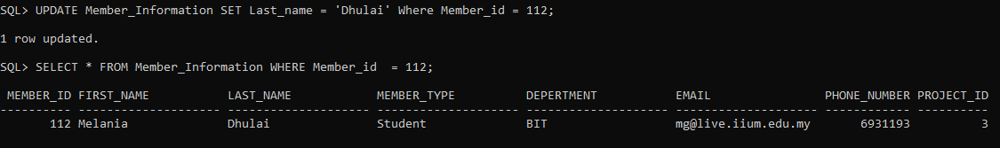 SQL> UPDATE Member_Information SET Last_name = 'Dhulai' Where Member_id = 112;
1 row updated.
SQL> SELECT * FROM Member_Information WHERE Member_id  = 112;
 MEMBER_ID FIRST_NAME           LAST_NAME            MEMBER_TYPE          DEPERTMENT           EMAIL                PHONE_NUMBER PROJECT_ID
---------- -------------------- -------------------- -------------------- -------------------- -------------------- ------------ ----------
       112 Melania              Dhulai               Student              BIT                  mg@live.iium.edu.my       6931193          3